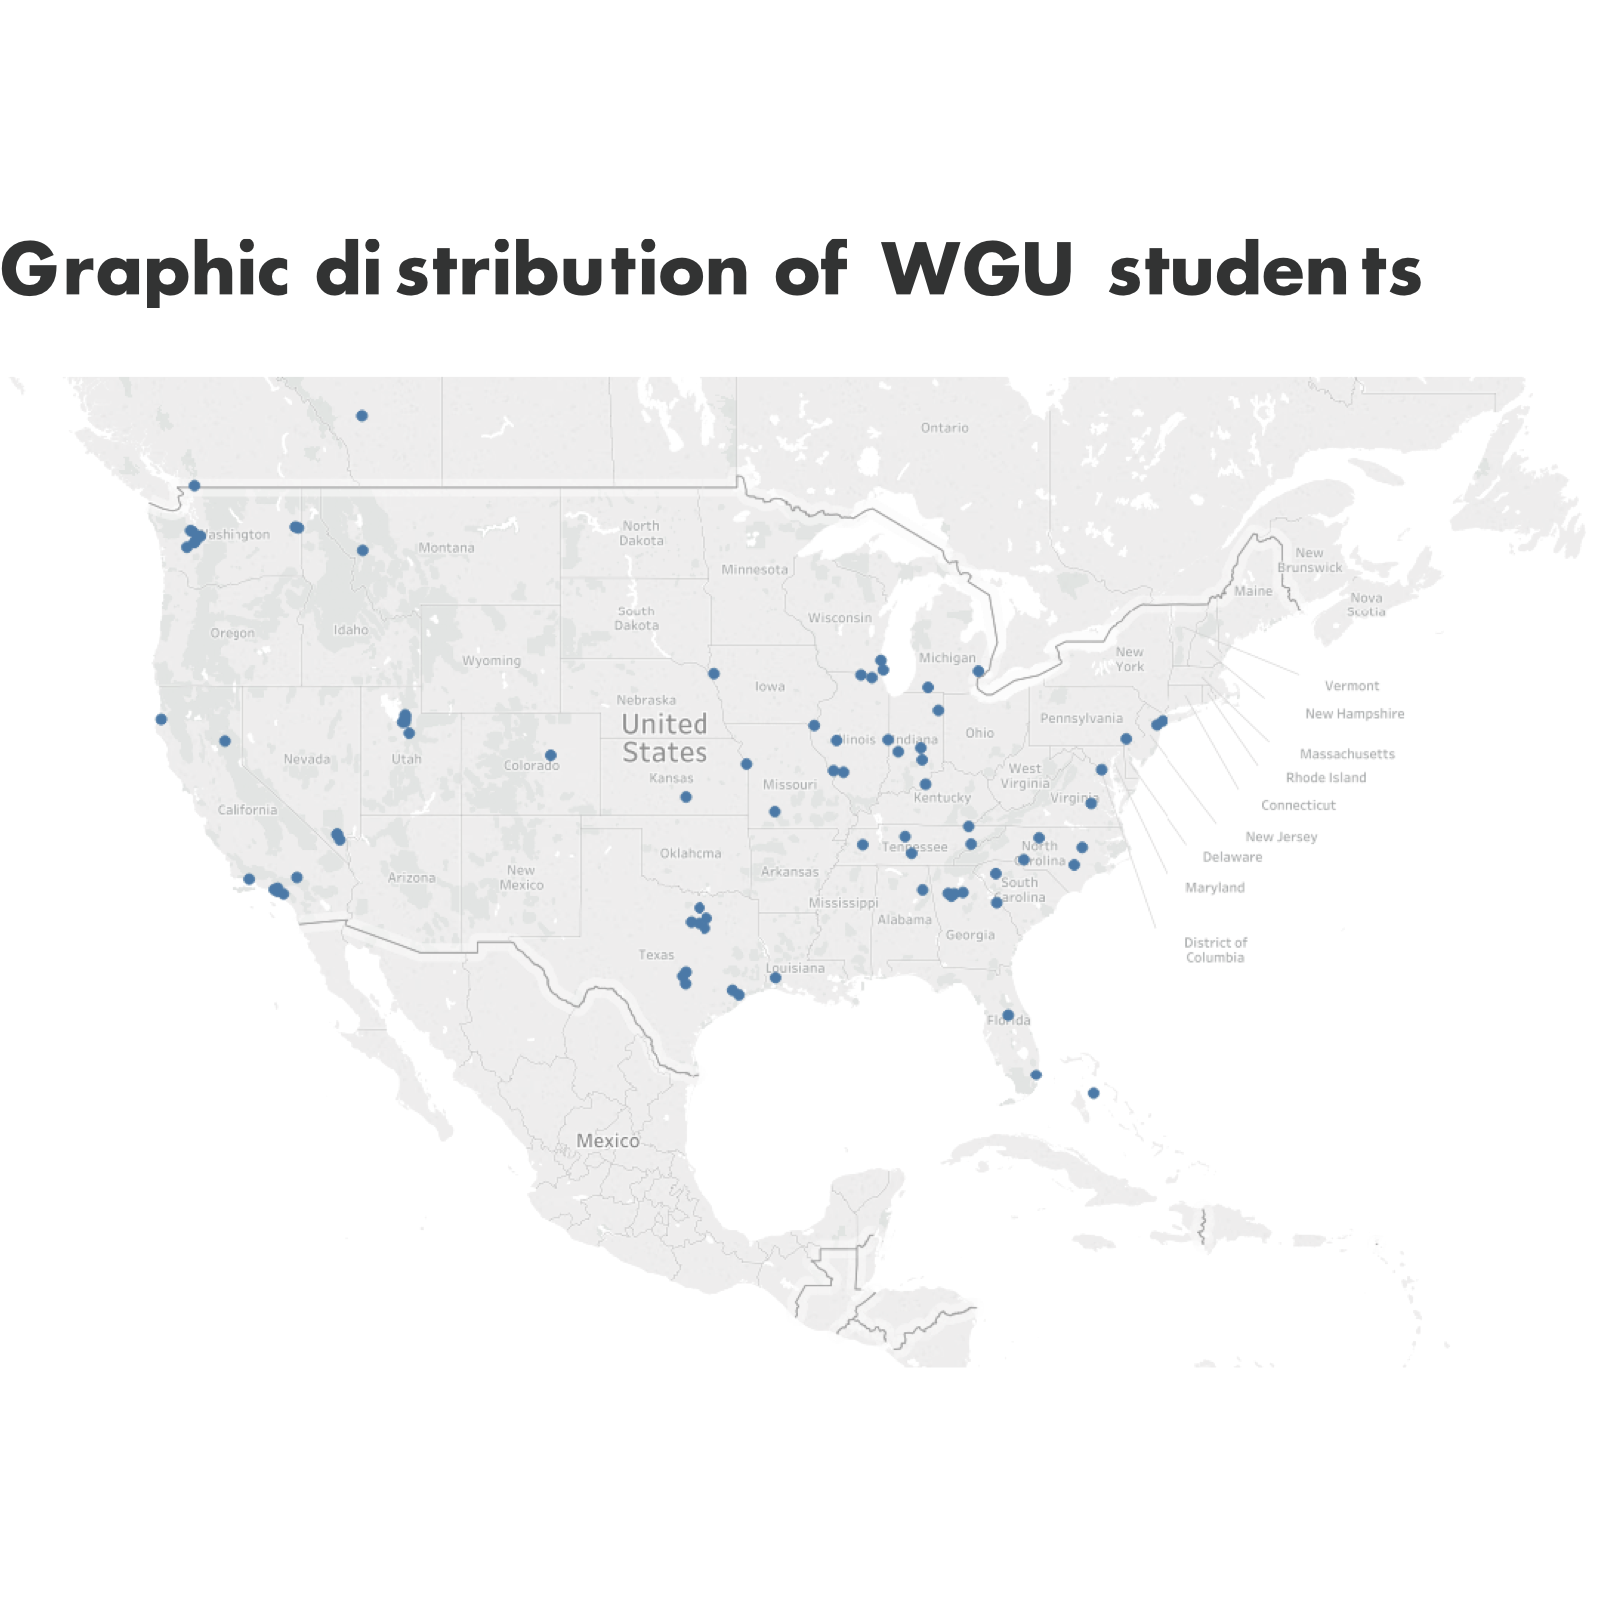 Graphic distribution of WGU students
Ontario
Washington
Montana
North
Dakota
Minnesota
New
Brunswick
Maine
Nova
Scotia
South
Dakota
Wisconsin
Oregon
Idaho
Michigan
New
York
Wyoming
Vermont
Iowa
Nebraska
New Hampshire
United
States
Pennsylvania
Ohio
Illinois
Indiana
Massachusetts
Nevada
Utah
Colorado
Kansas
West
Virginia
Rhode Island
Missouri
Kentucky
Virginia
Connecticut
California
New Jersey
Tennessee
North
Carolina
Oklahoma
Delaware
Arizona
New
Mexico
Arkansas
South
Carolina
Maryland
Mississippi
Alabama
Georgia
District of
Columbia
Texas
Louisiana
Florida
Mexico